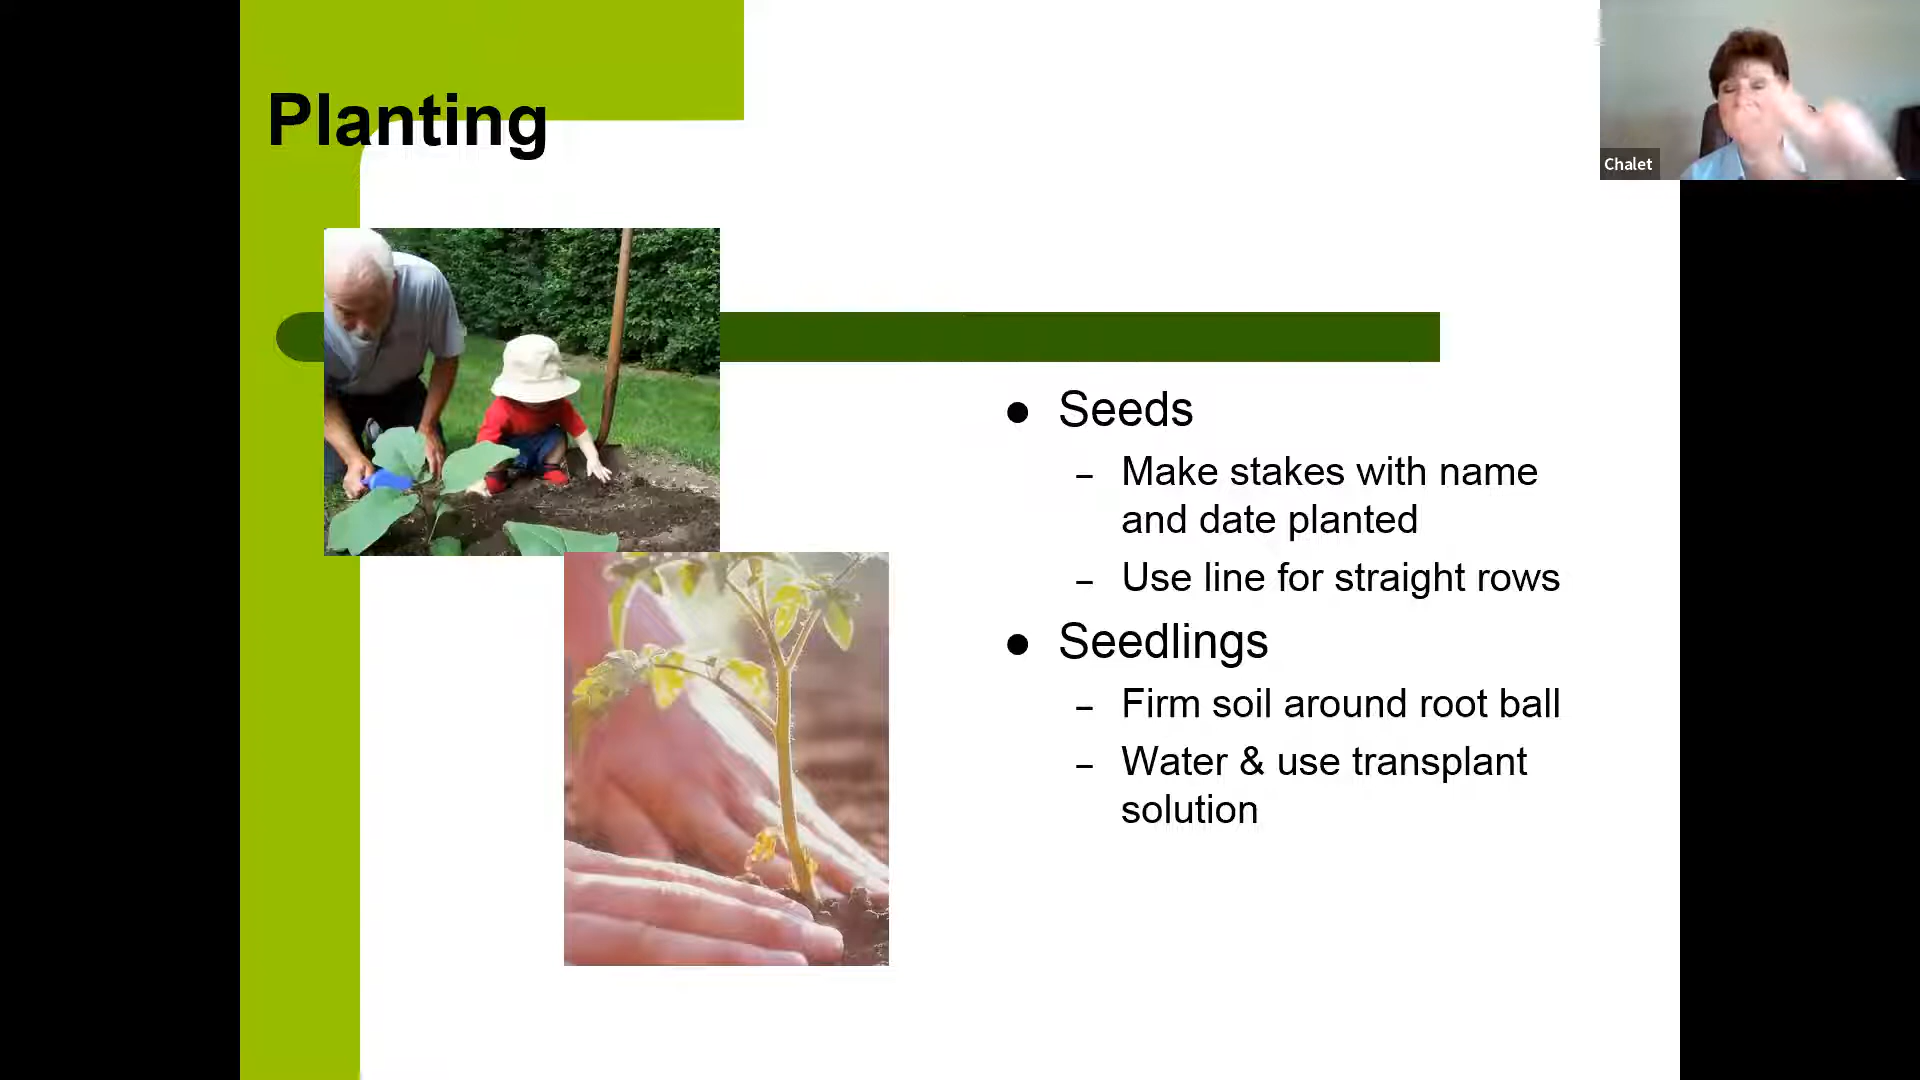 Planting
Chalet
● Seeds
– Make stakes with name
and date planted
– Use line for straight rows
● Seedlings
– Firm soil around root ball
– Water & use transplant
solution